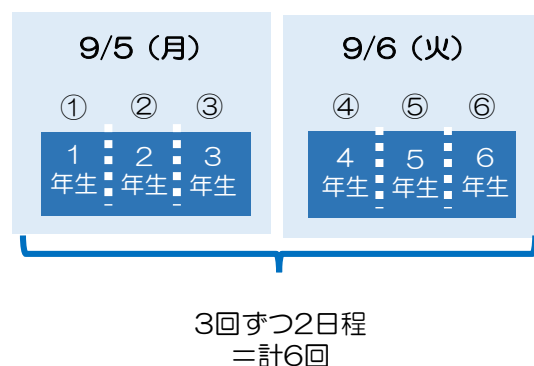 9/5（月）
① ② ③
1 2 3
年生 年生 年生
9/6（火）
④ ⑤ ⑥
4 5 6
年生 年生 年生
3回ずつ2日程
＝計6回